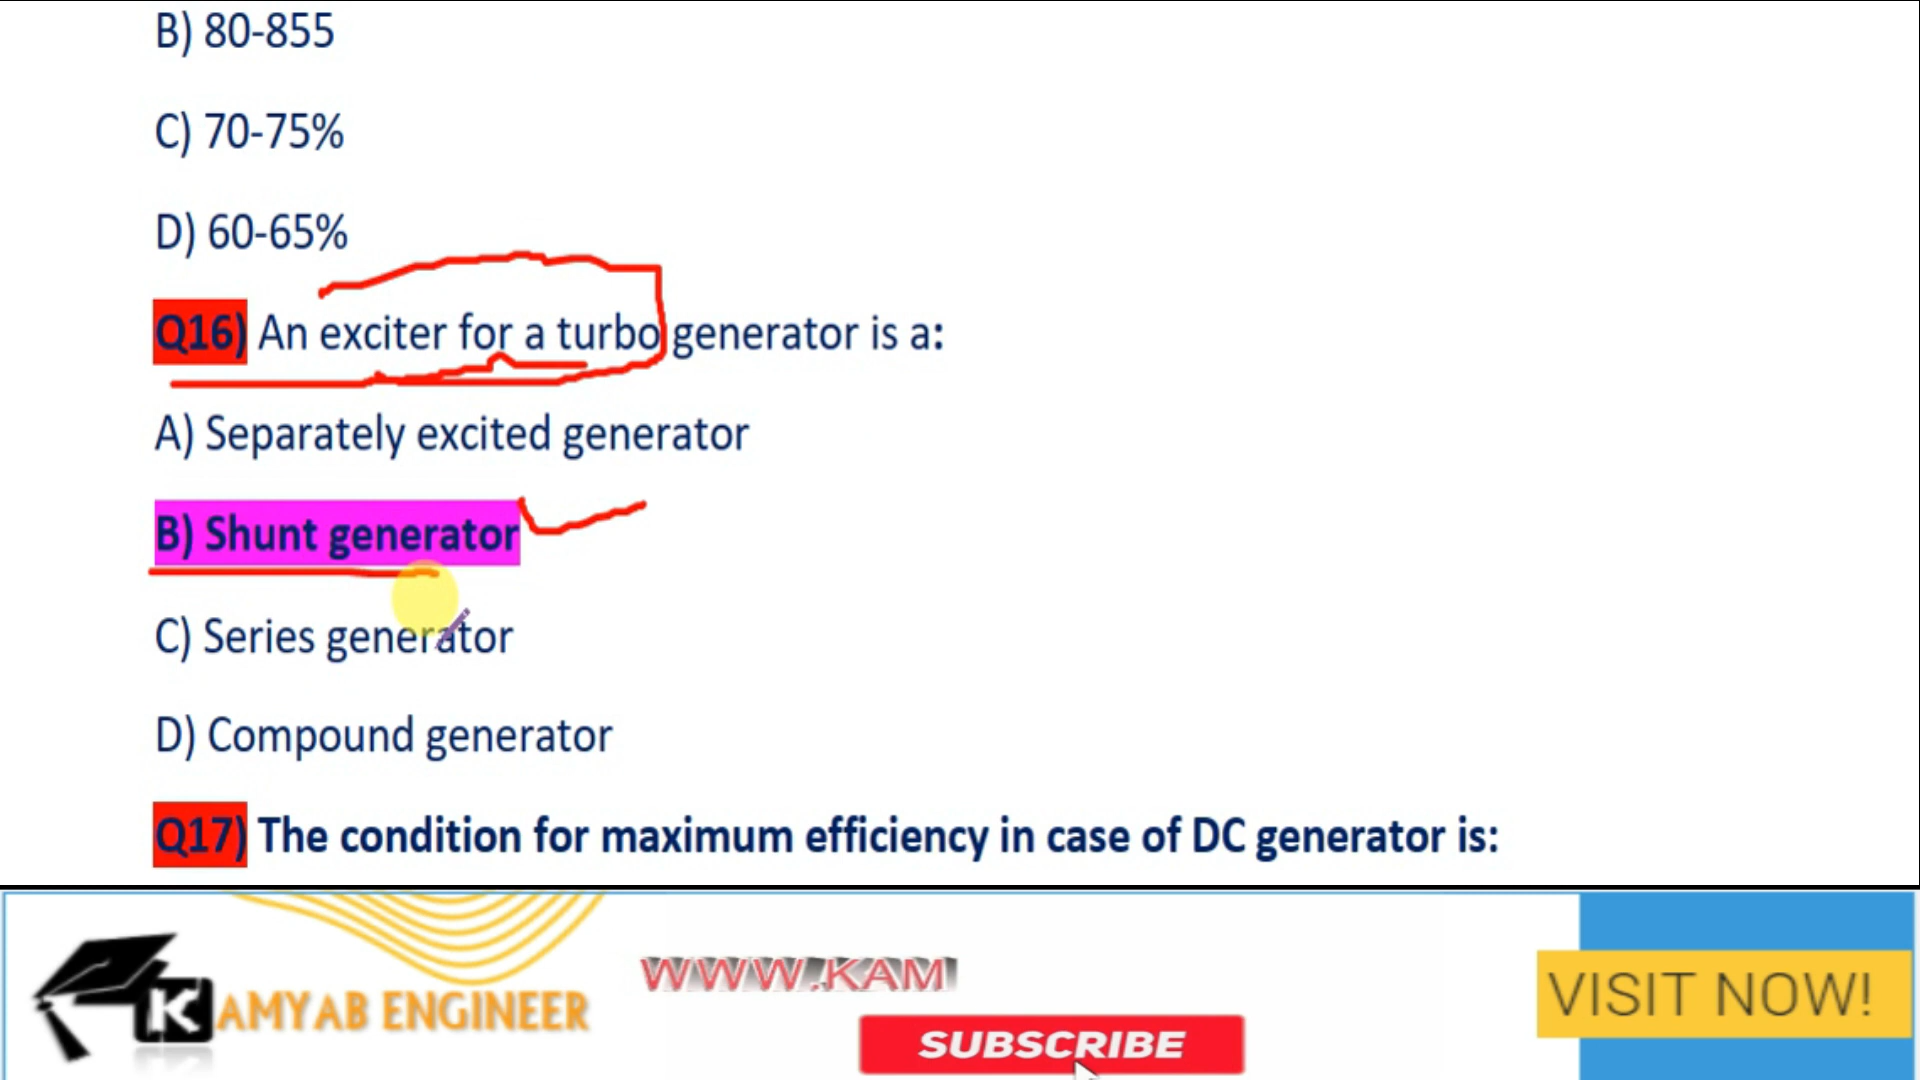 B) 80-855
C) 70-75%
D) 60-65%
Q16) An exciter for a turbo generator is a:
A) Separately excited generator
B) Shunt generator
C) Series generator
D) Compound generator
Q17) The condition for maximum efficiency in case of DC generator is:
KAMYAB ENGINEER
WWW.KAM
SUBSCRIBE
VISIT NOW!